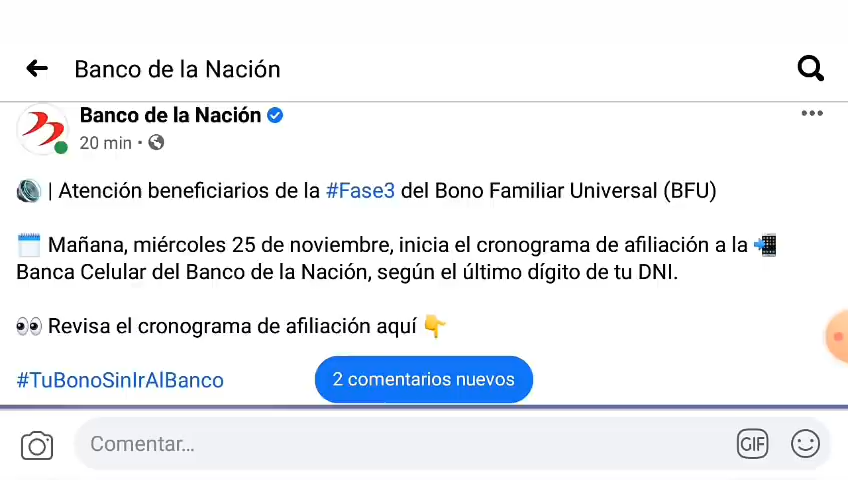 Banco de la Nación
Banco de la Nación
20 min ·
| Atención beneficiarios de la #Fase3 del Bono Familiar Universal (BFU)
Mañana, miércoles 25 de noviembre, inicia el cronograma de afiliación a la
Banca Celular del Banco de la Nación, según el último dígito de tu DNI.
Revisa el cronograma de afiliación aquí
#TuBonoSinIrAlBanco
2 comentarios nuevos
Comentar...
GIF